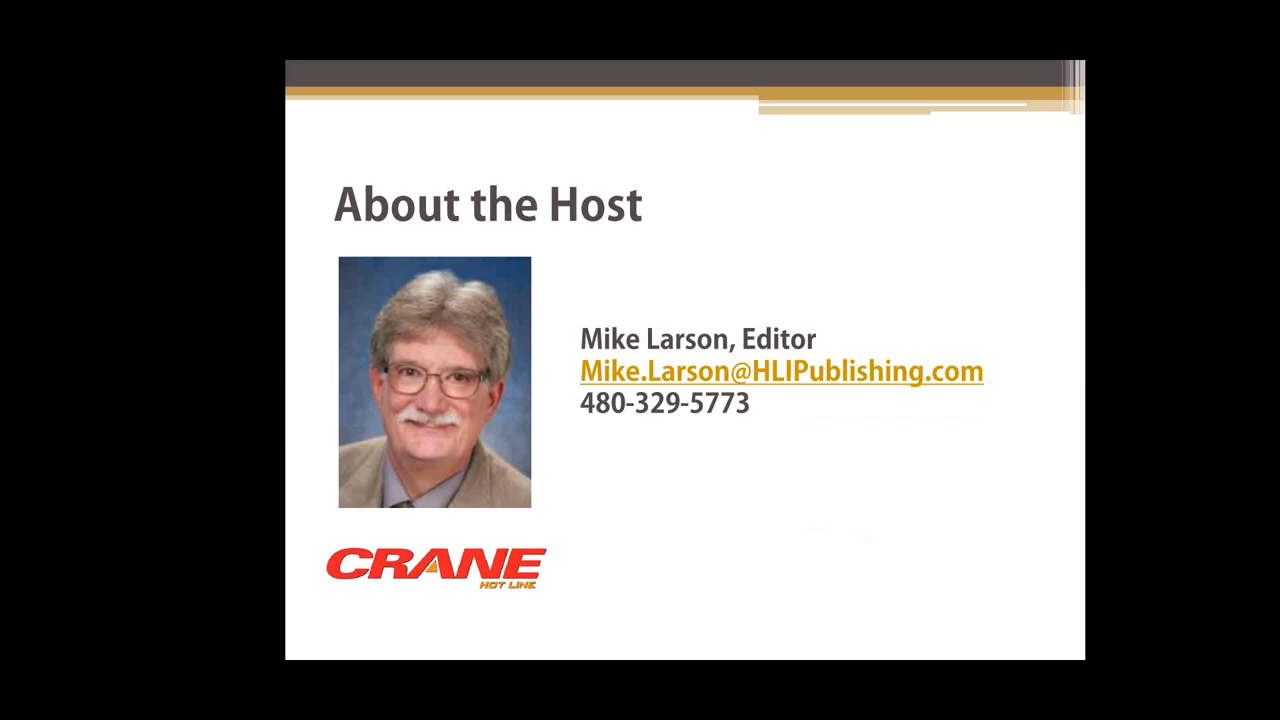 About the Host
Mike Larson, Editor
Mike.Larson@HLIPublishing.com
480-329-5773
CRANE
HOT LINE